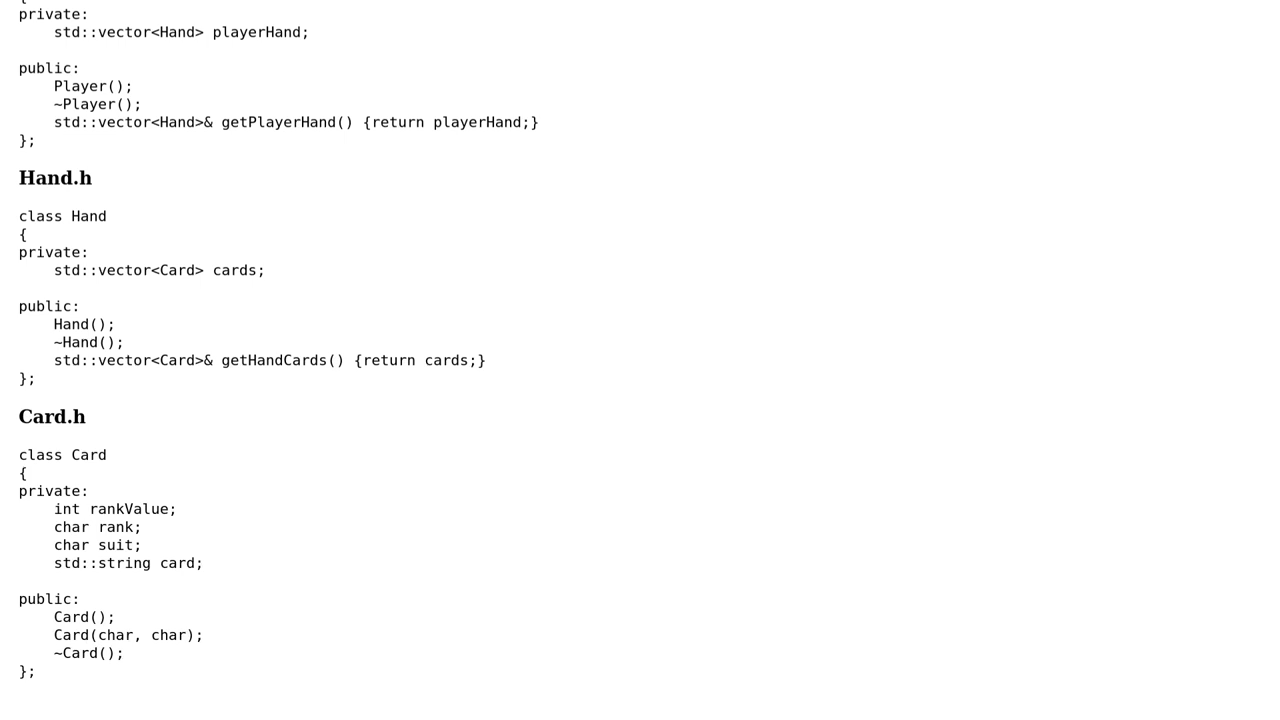 {
private:
    std::vector<Hand> playerHand;

public:
    Player();
    ~Player();
    std::vector<Hand>& getPlayerHand() {return playerHand;}
};
Hand.h
class Hand
{
private:
    std::vector<Card> cards;

public:
    Hand();
    ~Hand();
    std::vector<Card>& getHandCards() {return cards;}
};
Card.h
class Card
{
private:
    int rankValue;
    char rank;
    char suit;
    std::string card;

public:
    Card();
    Card(char, char);
    ~Card();
};